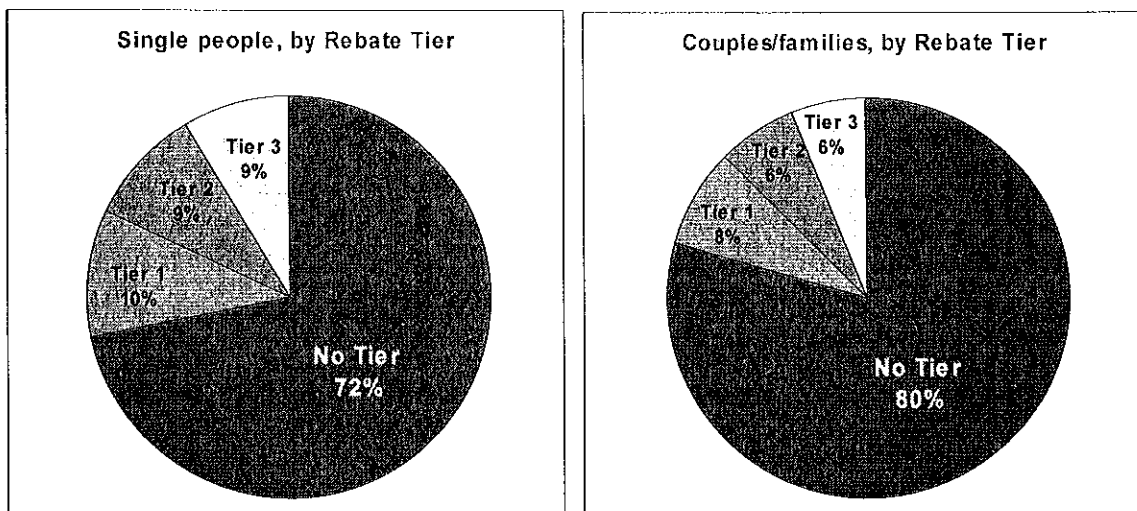 Single people, by Rebate Tier
Tier 3
9%
Tier 2
9%
Tier 1
10%
No Tier
72%
Couples/families, by Rebate Tier
Tier 3
6%
Tier 2
6%
Tier 1
8%
No Tier
80%